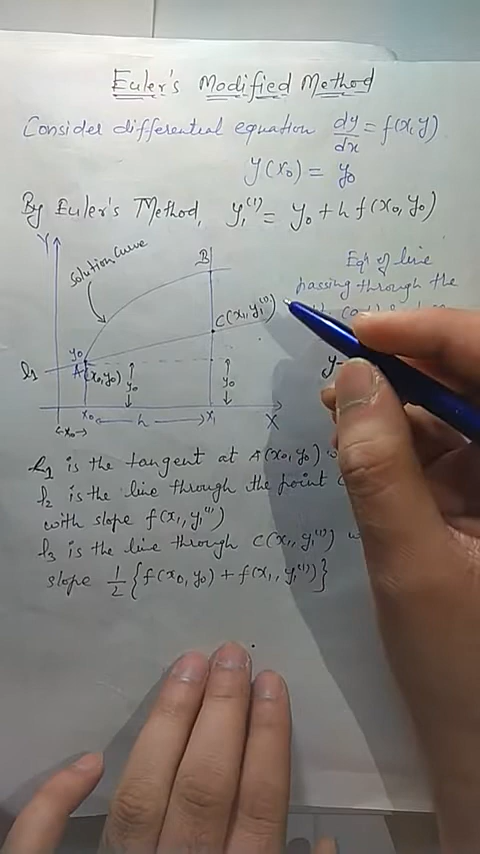 Euler's Modified Method
Consider differential equation dy/dx = f(x,y)
y(x₀) = y₀
By Euler's Method, y₁⁽¹⁾ = y₀ + h f(x₀, y₀)
Y
Solution curve
B
C(x₁, y₁⁽¹⁾)
y₀
A(x₀, y₀)
l₁
y₀
y₀
x₀
h
x₁
X
←x₀→
Eqn of line
passing through the
y-
l₁ is the tangent at A(x₀, y₀)
l₂ is the line through the point
with slope f(x₁, y₁⁽¹⁾)
l₃ is the line through C(x₁, y₁⁽¹⁾)
slope 1/2 {f(x₀, y₀) + f(x₁, y₁⁽¹⁾)}